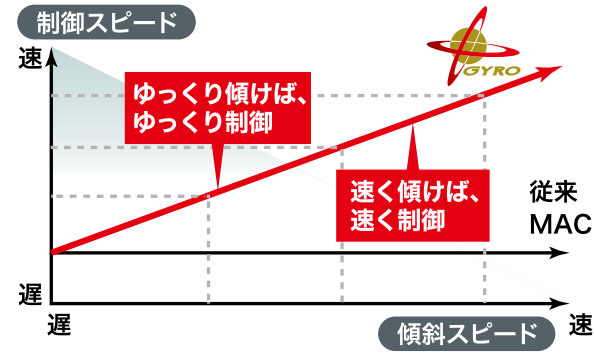 制御スピード
速
GYRO
ゆっくり傾けば、
ゆっくり制御
速く傾けば、
速く制御
従来
MAC
遅
遅
速
傾斜スピード